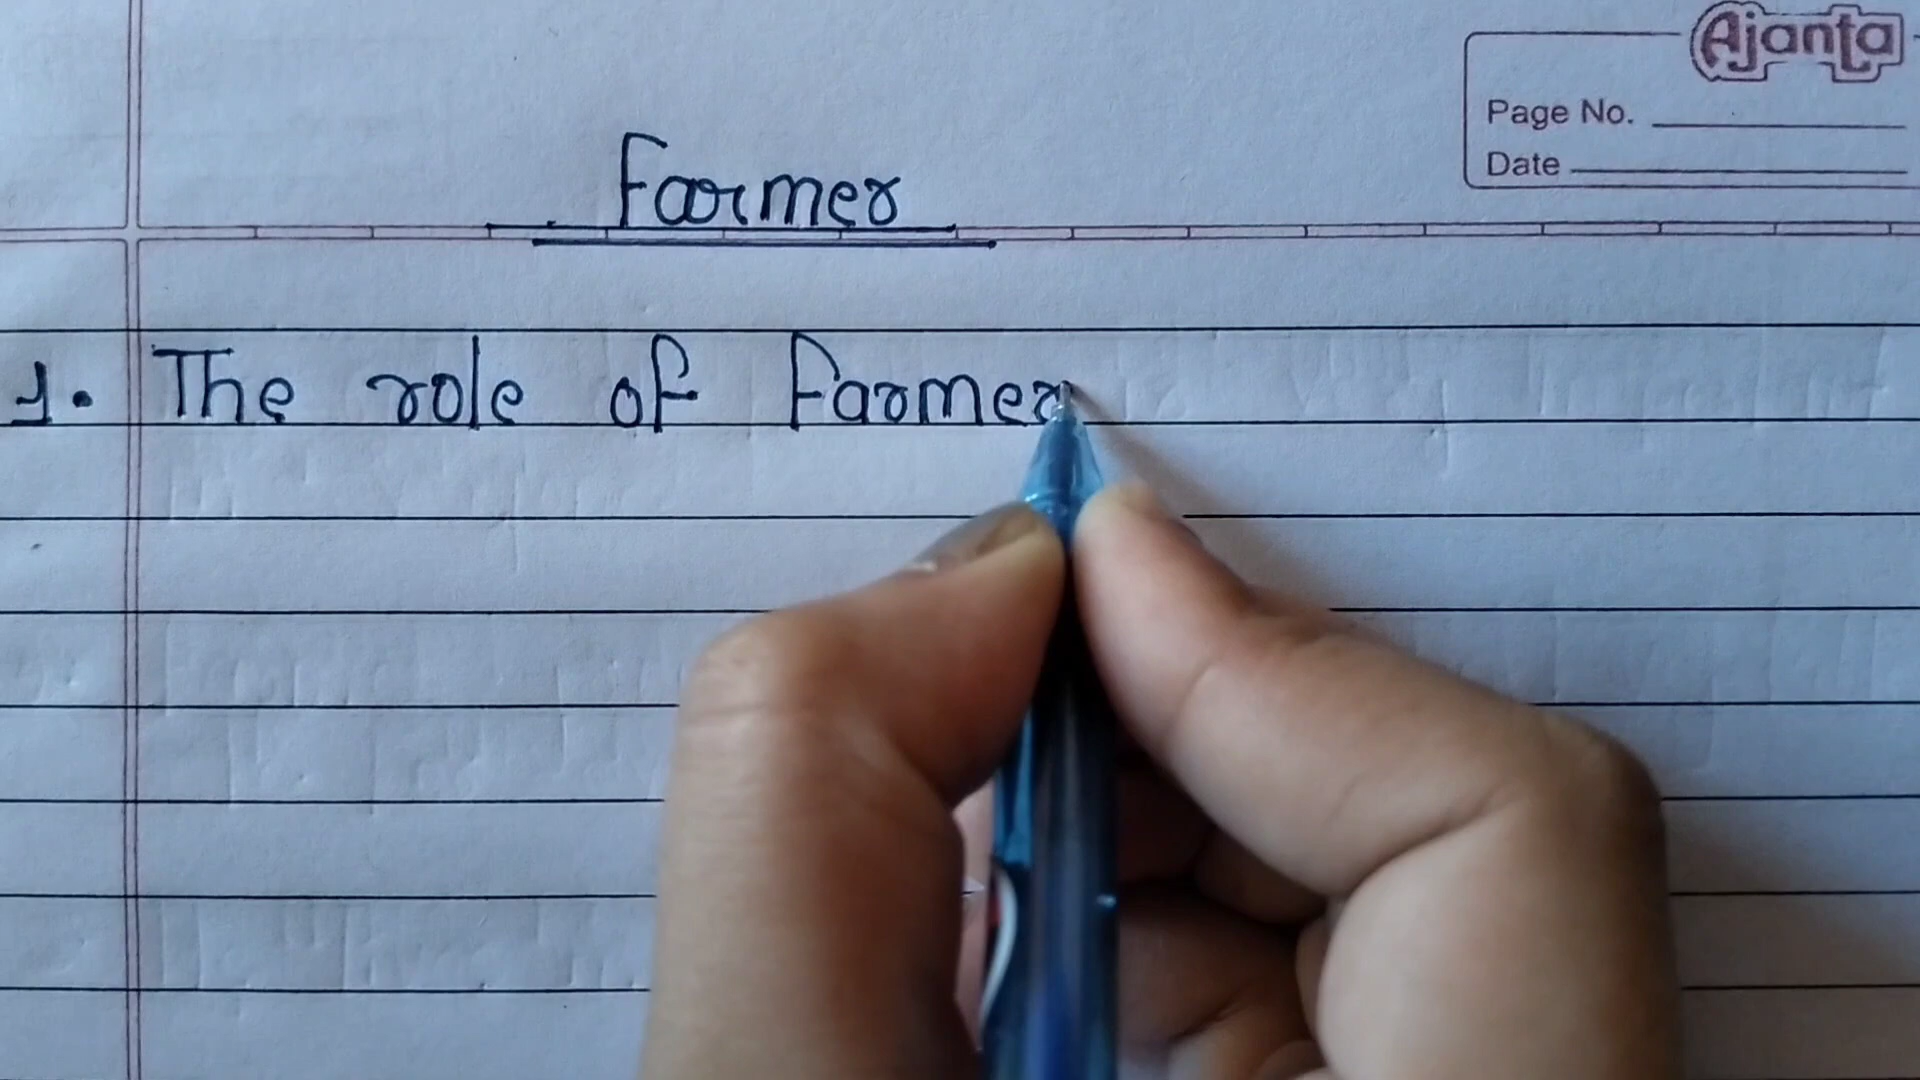 Ajanta
Page No.
Date
Farmer
1. The role of farmer